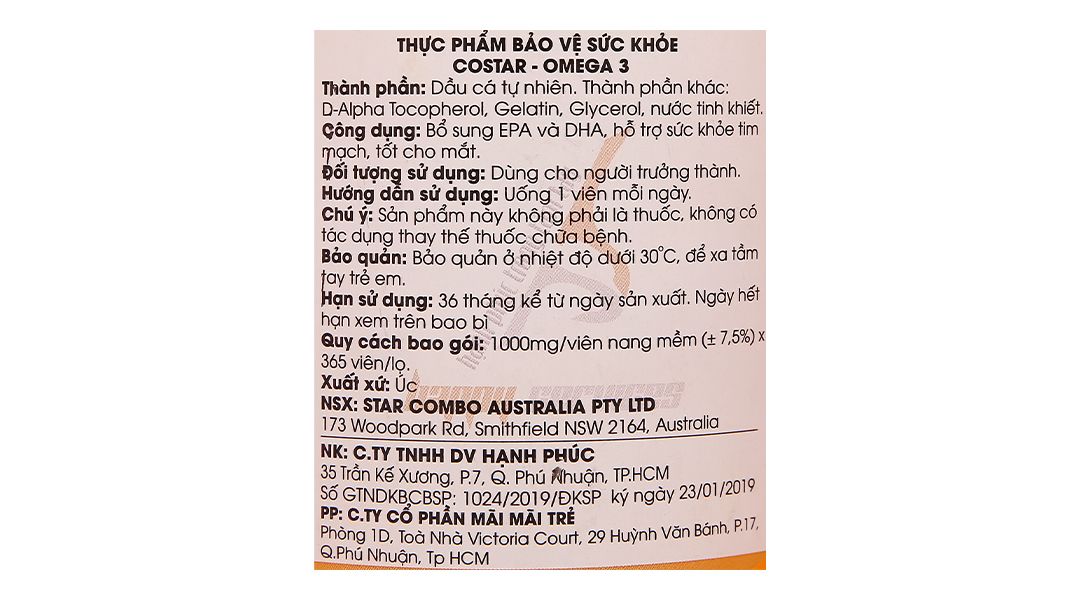 THỰC PHẨM BẢO VỆ SỨC KHỎE
COSTAR - OMEGA 3
Thành phần: Dầu cá tự nhiên. Thành phần khác:
D-Alpha Tocopherol, Gelatin, Glycerol, nước tinh khiết.
Công dụng: Bổ sung EPA và DHA, hỗ trợ sức khỏe tim
mạch, tốt cho mắt.
Đối tượng sử dụng: Dùng cho người trưởng thành.
Hướng dẫn sử dụng: Uống 1 viên mỗi ngày.
Chú ý: Sản phẩm này không phải là thuốc, không có
tác dụng thay thế thuốc chữa bệnh.
Bảo quản: Bảo quản ở nhiệt độ dưới 30°C, để xa tầm
tay trẻ em.
Hạn sử dụng: 36 tháng kể từ ngày sản xuất. Ngày hết
hạn xem trên bao bì
Quy cách bao gói: 1000mg/viên nang mềm (± 7,5%) x
365 viên/lọ.
Xuất xứ: Úc
NSX: STAR COMBO AUSTRALIA PTY LTD
173 Woodpark Rd, Smithfield NSW 2164, Australia
NK: C.TY TNHH DV HẠNH PHÚC
35 Trần Kế Xương, P.7, Q. Phú Nhuận, TP.HCM
Số GTNDKBCBSP: 1024/2019/ĐKSP ký ngày 23/01/2019
PP: C.TY CỔ PHẦN MÃI MÃI TRẺ
Phòng 1D, Toà Nhà Victoria Court, 29 Huỳnh Văn Bánh, P.17,
Q.Phú Nhuận, Tp HCM